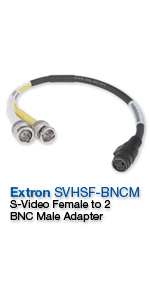 Extron SVHSF-BNCM
S-Video Female to 2
BNC Male Adapter